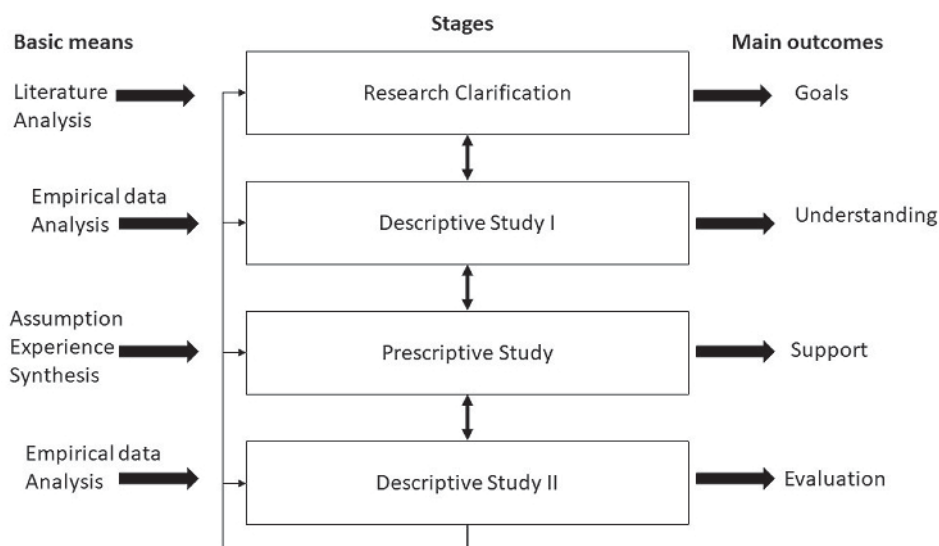 Basic means
Stages
Main outcomes
Literature
Analysis
Research Clarification
Goals
Empirical data
Analysis
Descriptive Study I
Understanding
Assumption
Experience
Synthesis
Prescriptive Study
Support
Empirical data
Analysis
Descriptive Study II
Evaluation